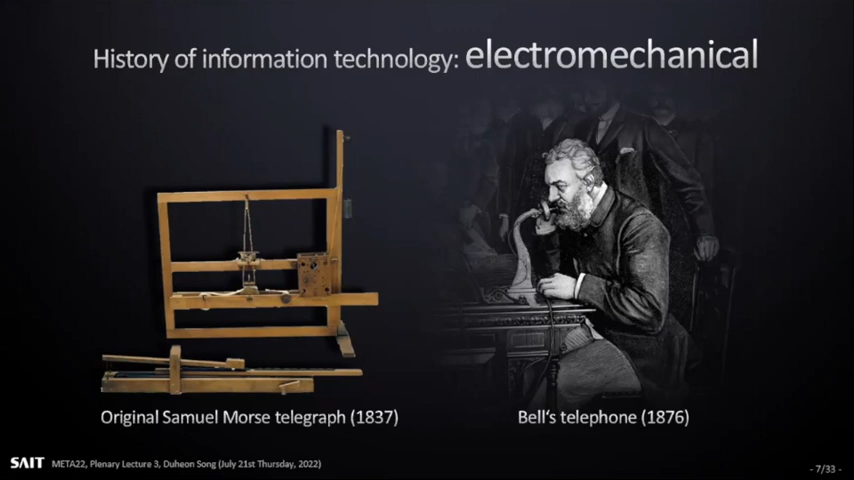 History of information technology: electromechanical
Original Samuel Morse telegraph (1837)
Bell's telephone (1876)
SAIT META22, Plenary Lecture 3, Duheon Song (July 21st Thursday, 2022)
- 7/33 -